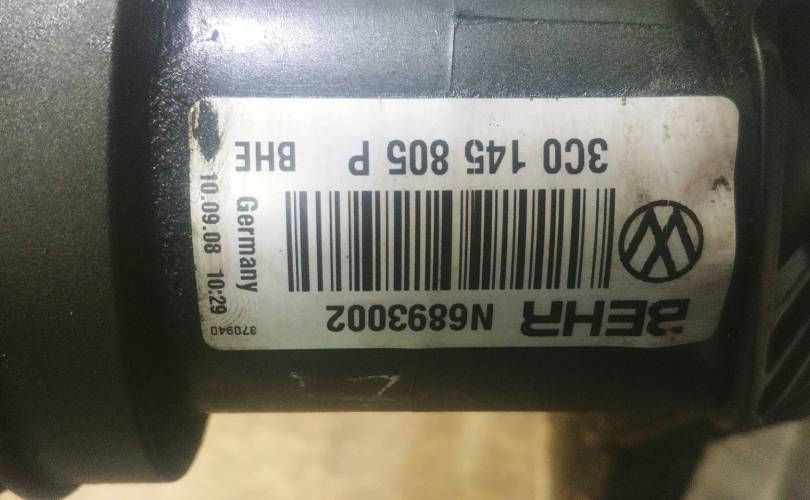 BEHR N6893002
370940
Germany
10.09.08 10:29
3C0 145 805 P BHE